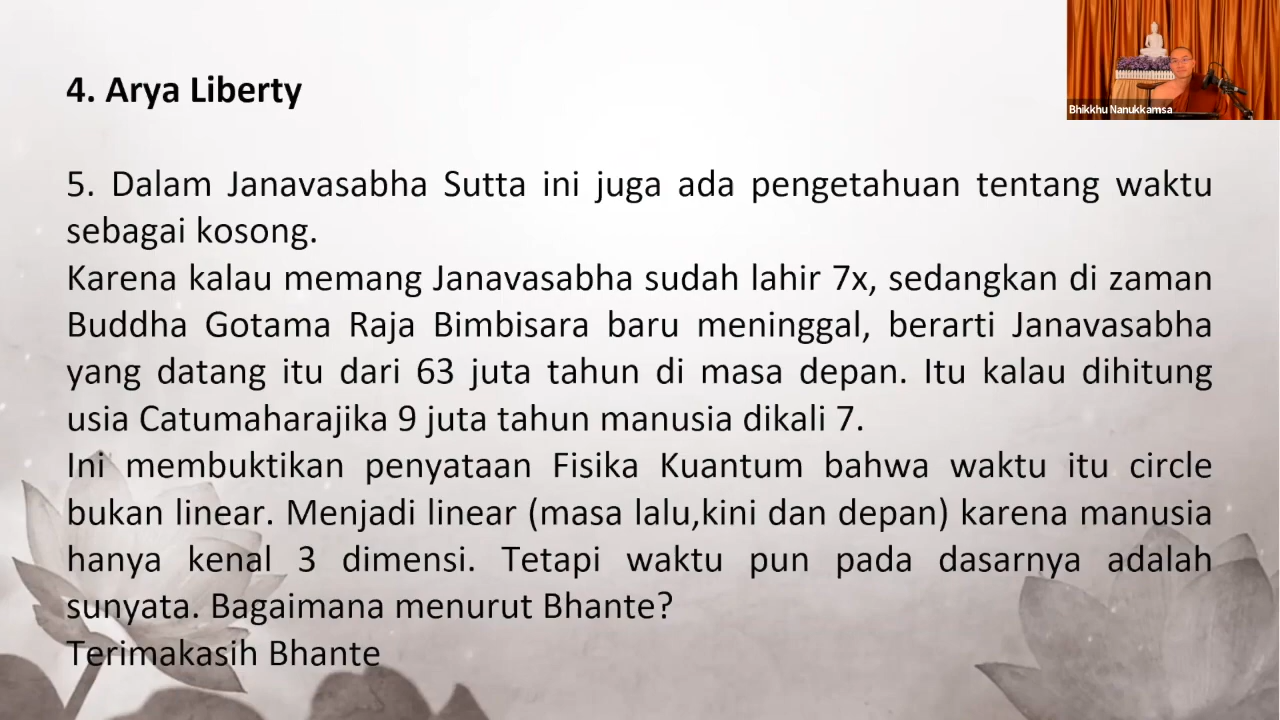 4. Arya Liberty
Bhikkhu Nanukkamsa
5. Dalam Janavasabha Sutta ini juga ada pengetahuan tentang waktu
sebagai kosong.
Karena kalau memang Janavasabha sudah lahir 7x, sedangkan di zaman
Buddha Gotama Raja Bimbisara baru meninggal, berarti Janavasabha
yang datang itu dari 63 juta tahun di masa depan. Itu kalau dihitung
usia Catumaharajika 9 juta tahun manusia dikali 7.
Ini membuktikan penyataan Fisika Kuantum bahwa waktu itu circle
bukan linear. Menjadi linear (masa lalu,kini dan depan) karena manusia
hanya kenal 3 dimensi. Tetapi waktu pun pada dasarnya adalah
sunyata. Bagaimana menurut Bhante?
Terimakasih Bhante